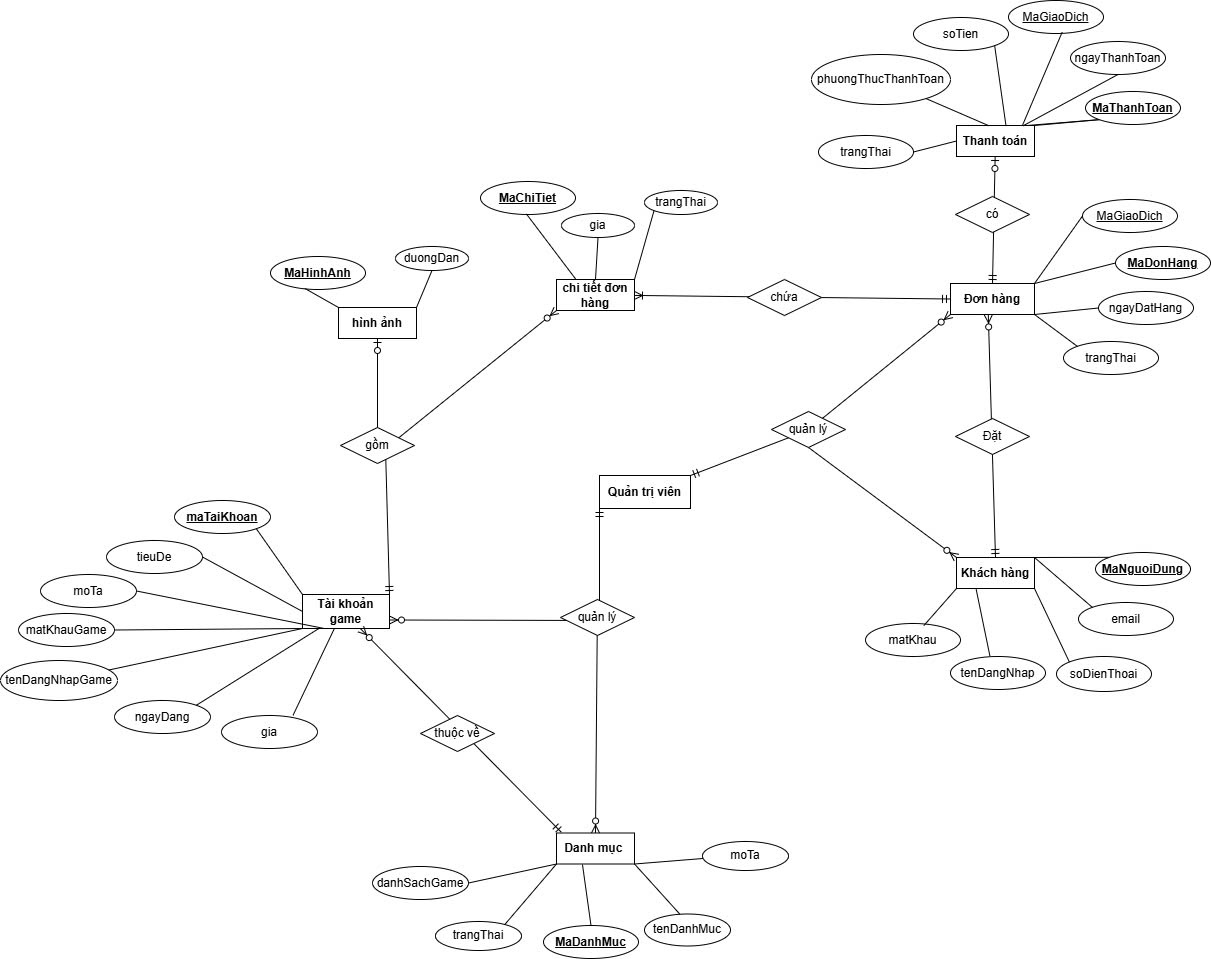 MaGiaoDich
soTien
ngayThanhToan
phuongThucThanhToan
MaThanhToan
Thanh toán
trangThai
MaChiTiet
trangThai
gia
có
MaGiaoDich
duongDan
MaHinhAnh
MaDonHang
chi tiết đơn
hàng
chứa
Đơn hàng
ngayDatHang
hình ảnh
trangThai
quản lý
Đặt
gồm
Quản trị viên
maTaiKhoan
tieuDe
Khách hàng
MaNguoiDung
moTa
Tài khoản
game
quản lý
email
matKhauGame
matKhau
tenDangNhap
soDienThoai
tenDangNhapGame
ngayDang
gia
thuộc về
Danh mục
moTa
danhSachGame
trangThai
MaDanhMuc
tenDanhMuc